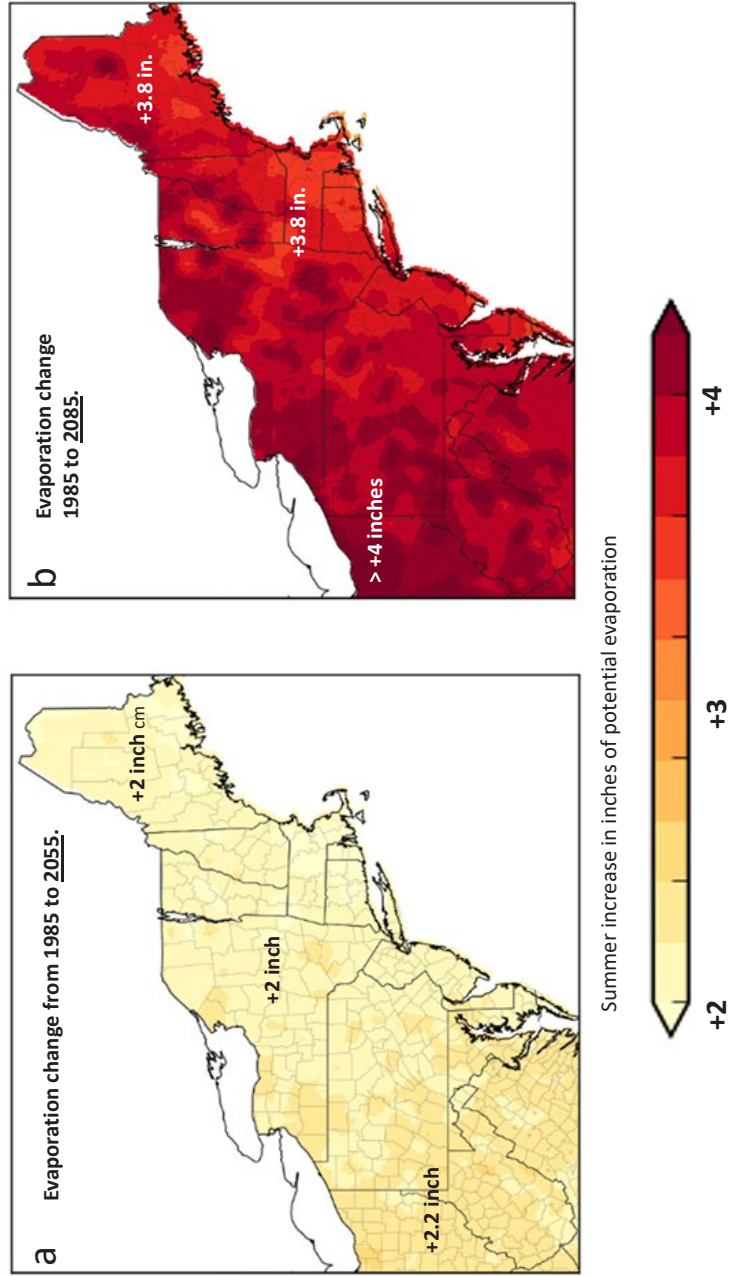 a
Evaporation change from 1985 to 2055.
+2 inch cm
+2 inch
+2.2 inch
b
Evaporation change
1985 to 2085.
+3.8 in.
+3.8 in.
> +4 inches
Summer increase in inches of potential evaporation
+2
+3
+4